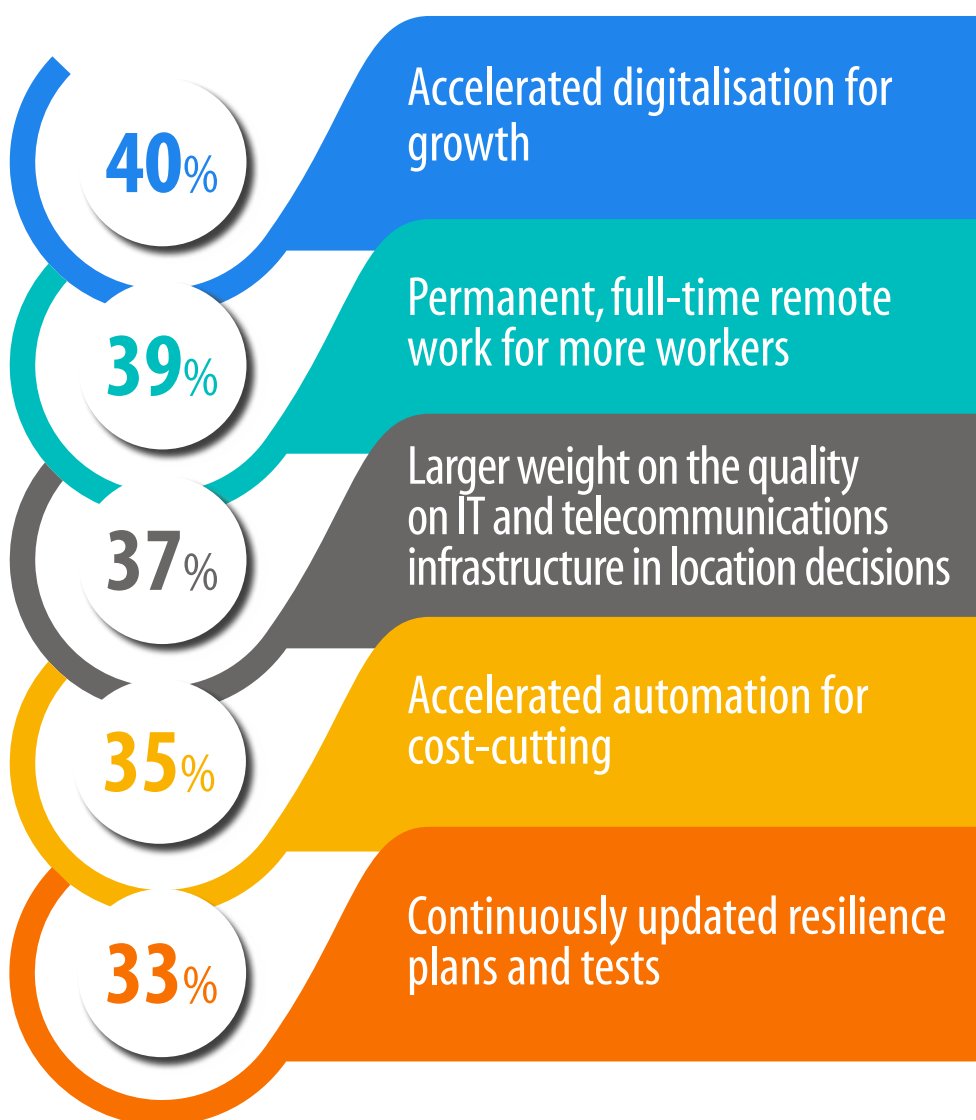 40%
Accelerated digitalisation for
growth
39%
Permanent, full-time remote
work for more workers
37%
Larger weight on the quality
on IT and telecommunications
infrastructure in location decisions
35%
Accelerated automation for
cost-cutting
33%
Continuously updated resilience
plans and tests